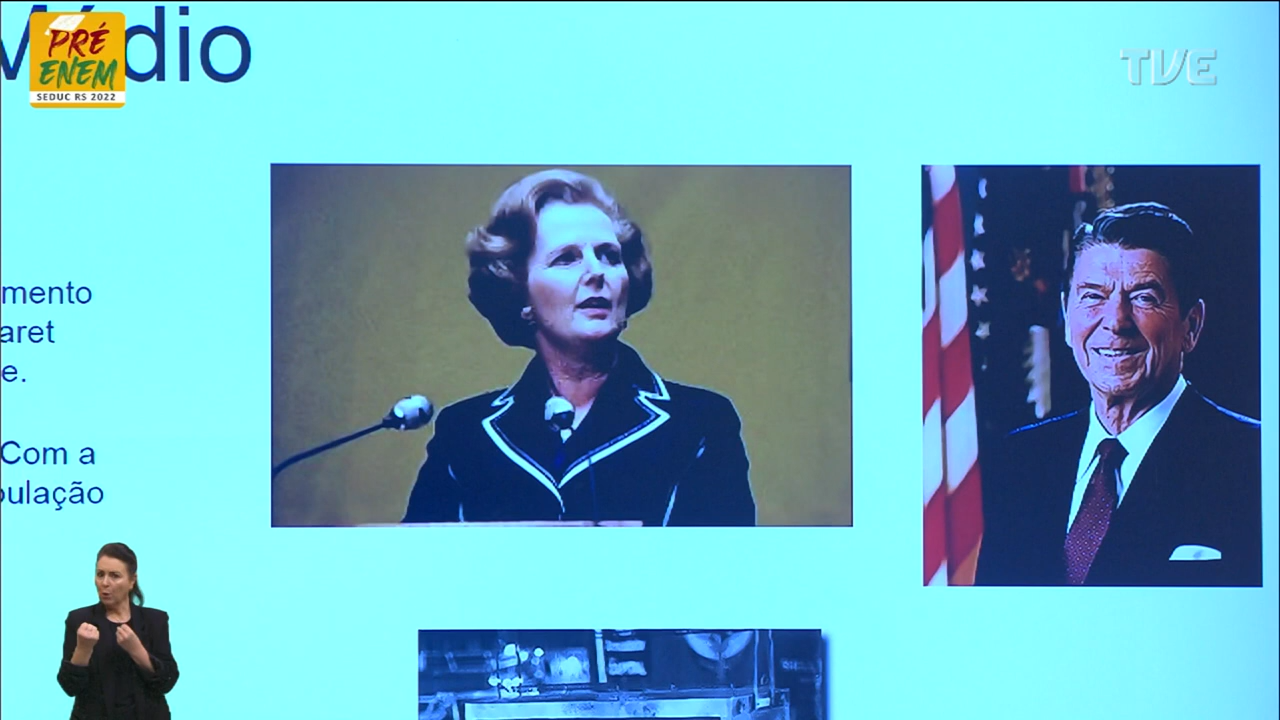 Médio
PRÉ
ENEM
SEDUC RS 2022
TVE
mento
aret
e.
Com a
pulação